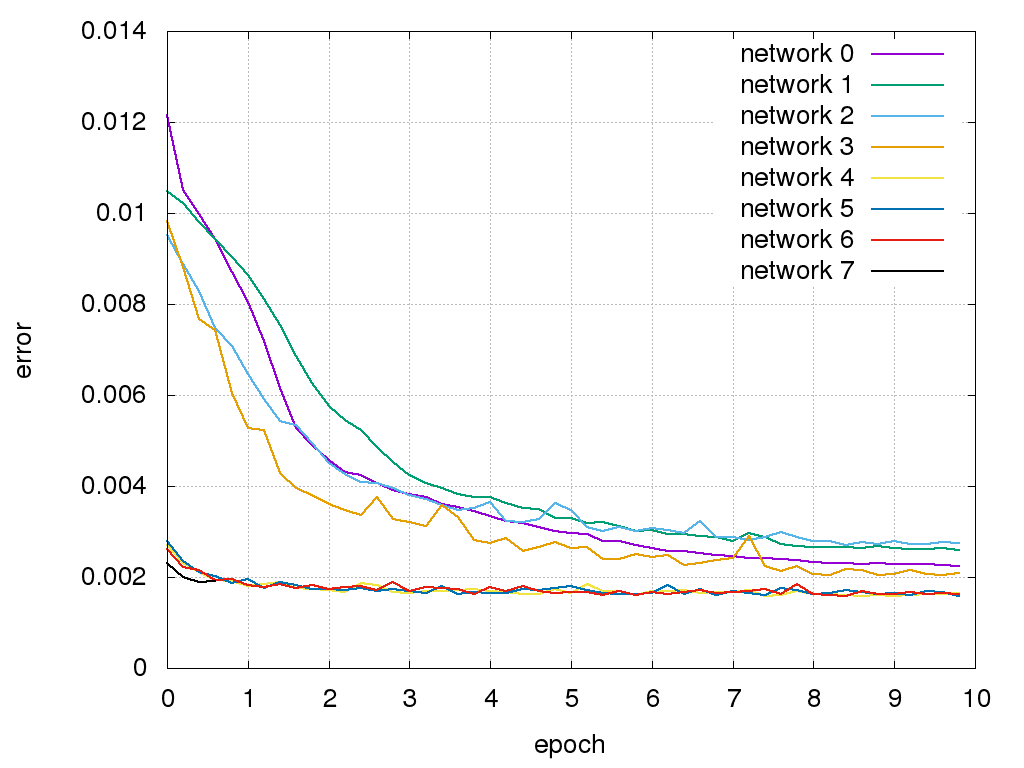 0.014
0.012
0.01
0.008
0.006
0.004
0.002
0
error
network 0
network 1
network 2
network 3
network 4
network 5
network 6
network 7
0 1 2 3 4 5 6 7 8 9 10
epoch